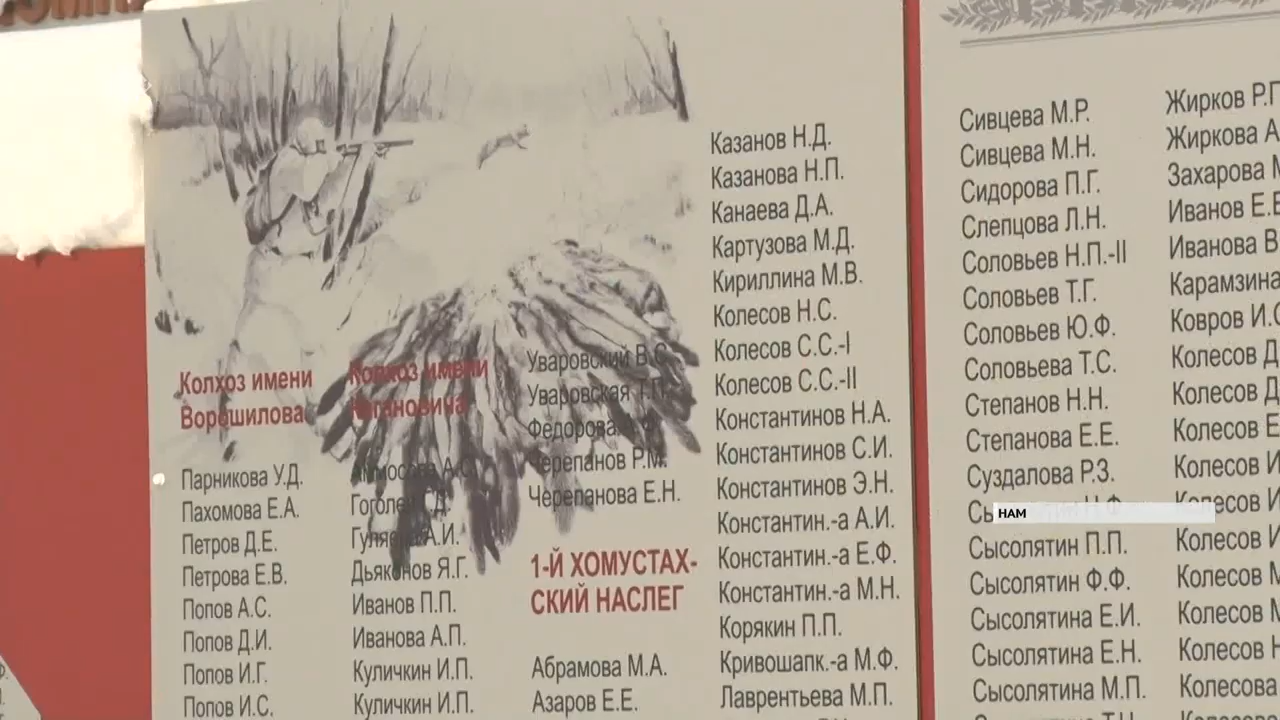 Колхоз имени
Ворошилова
Парникова У.Д.
Пахомова Е.А.
Петров Д.Е.
Петрова Е.В.
Попов А.С.
Попов Д.И.
Попов И.Г.
Попов И.С.
Колхоз имени
Кагановича
Аммосова А.С.
Гуляев А.И.
Дьяконов Я.Г.
Иванов П.П.
Иванова А.П.
Куличкин И.П.
Куличкин И.П.
Уваровский В.С.
Уваровская Т.П.
Федорова
Черепанов Р.М.
Черепанова Е.Н.
1-Й ХОМУСТАХ-
СКИЙ НАСЛЕГ
Абрамова М.А.
Азаров Е.Е.
Казанов Н.Д.
Казанова Н.П.
Канаева Д.А.
Картузова М.Д.
Кириллина М.В.
Колесов Н.С.
Колесов С.С.-I
Колесов С.С.-II
Константинов Н.А.
Константинов С.И.
Константинов Э.Н.
Константин.-а А.И.
Константин.-а Е.Ф.
Константин.-а М.Н.
Корякин П.П.
Кривошапк.-а М.Ф.
Лаврентьева М.П.
Сивцева М.Р.
Сивцева М.Н.
Сидорова П.Г.
Слепцова Л.Н.
Соловьев Н.П.-II
Соловьев Т.Г.
Соловьев Ю.Ф.
Соловьева Т.С.
Степанов Н.Н.
Степанова Е.Е.
Суздалова Р.З.
НАМ
Сысолятин П.П.
Сысолятин Ф.Ф.
Сысолятина Е.И.
Сысолятина Е.Н.
Сысолятина М.П.
Жирков Р.
Жиркова А
Захарова
Иванов Е.
Иванова В
Карамзина
Ковров И.
Колесов Д
Колесов Д
Колесов Е
Колесов И
Колесов И
Колесов И
Колесов М
Колесов М
Колесов Н
Колесова